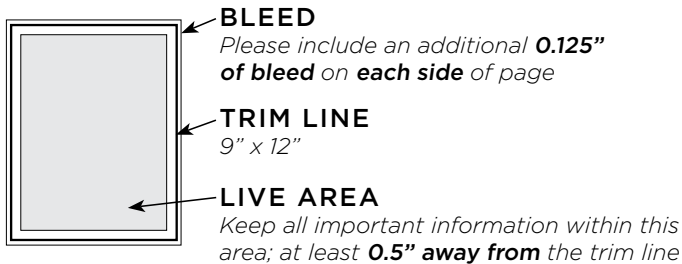 BLEED
Please include an additional 0.125”
of bleed on each side of page
TRIM LINE
9” x 12”
LIVE AREA
Keep all important information within this
area; at least 0.5” away from the trim line